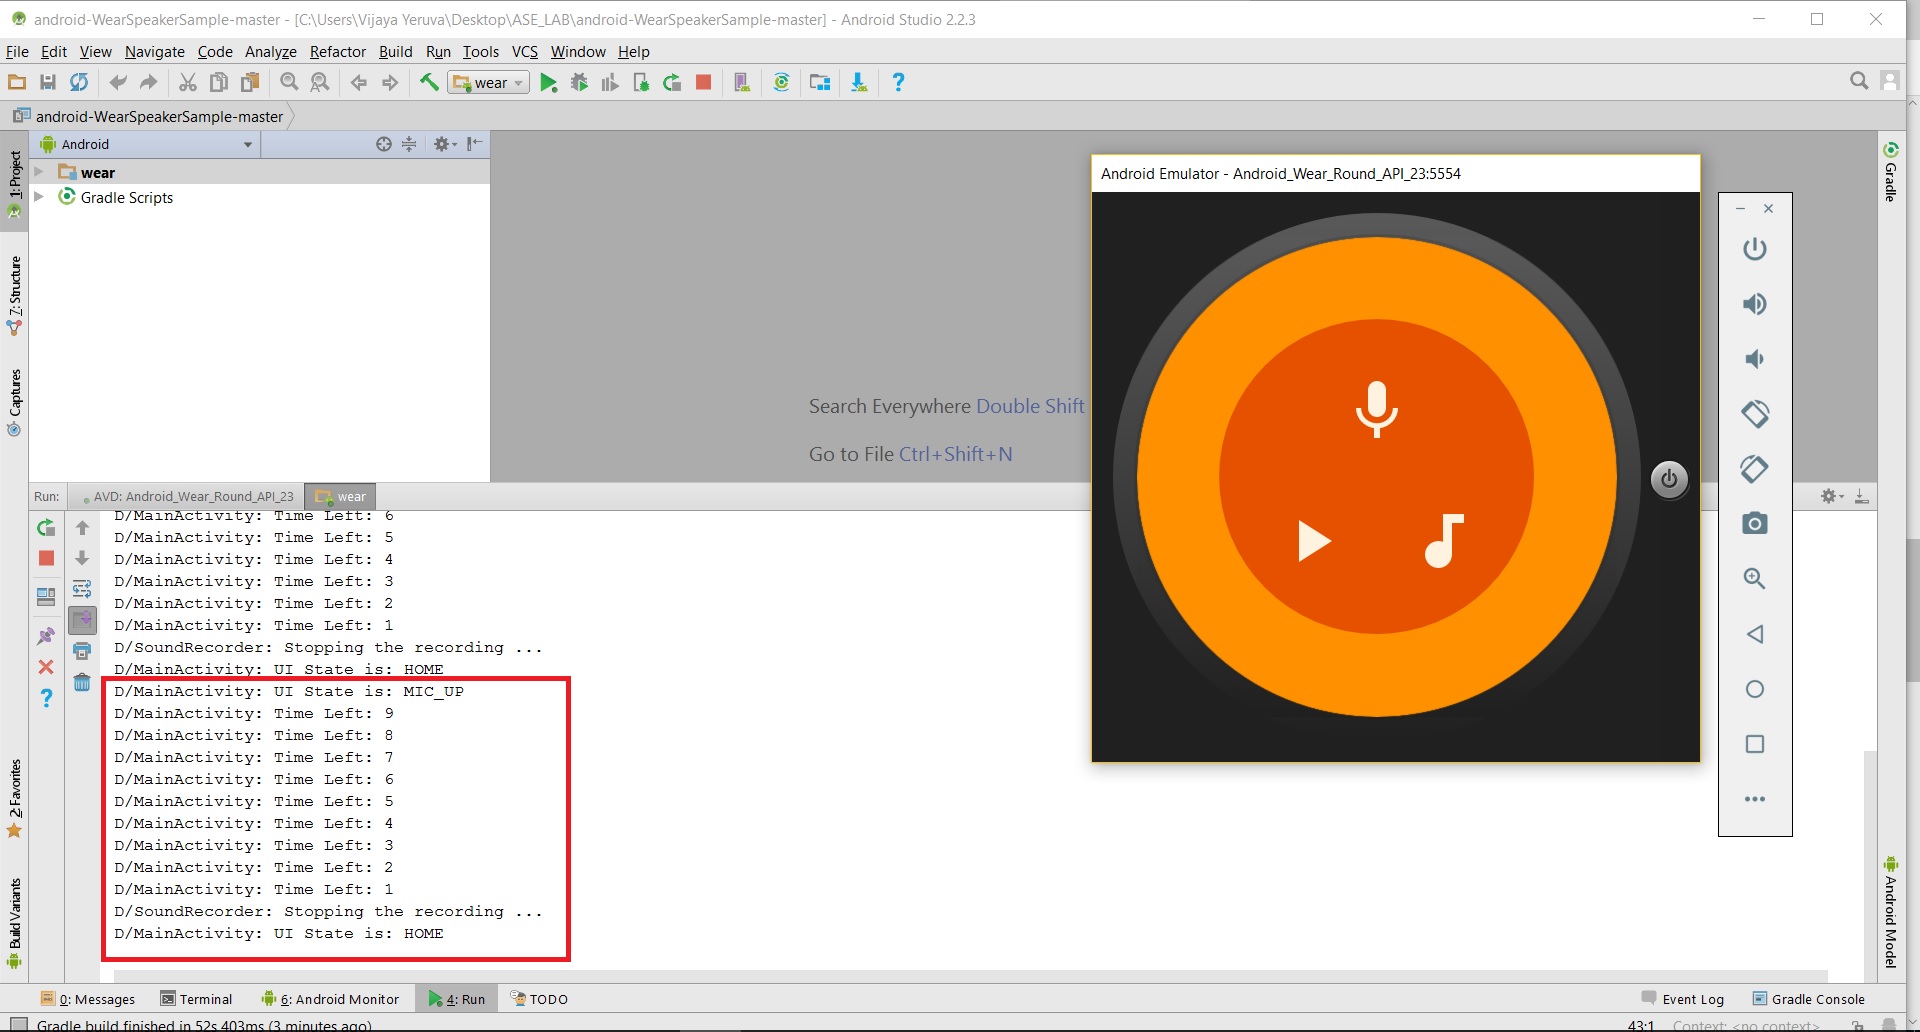 android-WearSpeakerSample-master - [C:\Users\Vijaya Yeruva\Desktop\ASE_LAB\android-WearSpeakerSample-master] - Android Studio 2.2.3
File Edit View Navigate Code Analyze Refactor Build Run Tools VCS Window Help
wear
android-WearSpeakerSample-master
Android
wear
Gradle Scripts
1: Project
7: Structure
Captures
2: Favorites
Build Variants
Search Everywhere Double Shift
Go to File Ctrl+Shift+N
Android Emulator - Android_Wear_Round_API_23:5554
Gradle
Android Model
Run: AVD: Android_Wear_Round_API_23 wear
D/MainActivity: Time Left: 6
D/MainActivity: Time Left: 5
D/MainActivity: Time Left: 4
D/MainActivity: Time Left: 3
D/MainActivity: Time Left: 2
D/MainActivity: Time Left: 1
D/SoundRecorder: Stopping the recording ...
D/MainActivity: UI State is: HOME
D/MainActivity: UI State is: MIC_UP
D/MainActivity: Time Left: 9
D/MainActivity: Time Left: 8
D/MainActivity: Time Left: 7
D/MainActivity: Time Left: 6
D/MainActivity: Time Left: 5
D/MainActivity: Time Left: 4
D/MainActivity: Time Left: 3
D/MainActivity: Time Left: 2
D/MainActivity: Time Left: 1
D/SoundRecorder: Stopping the recording ...
D/MainActivity: UI State is: HOME
0: Messages Terminal 6: Android Monitor 4: Run TODO Event Log Gradle Console
Gradle build finished in 52s 403ms (3 minutes ago) 43:1 Context: <no context>